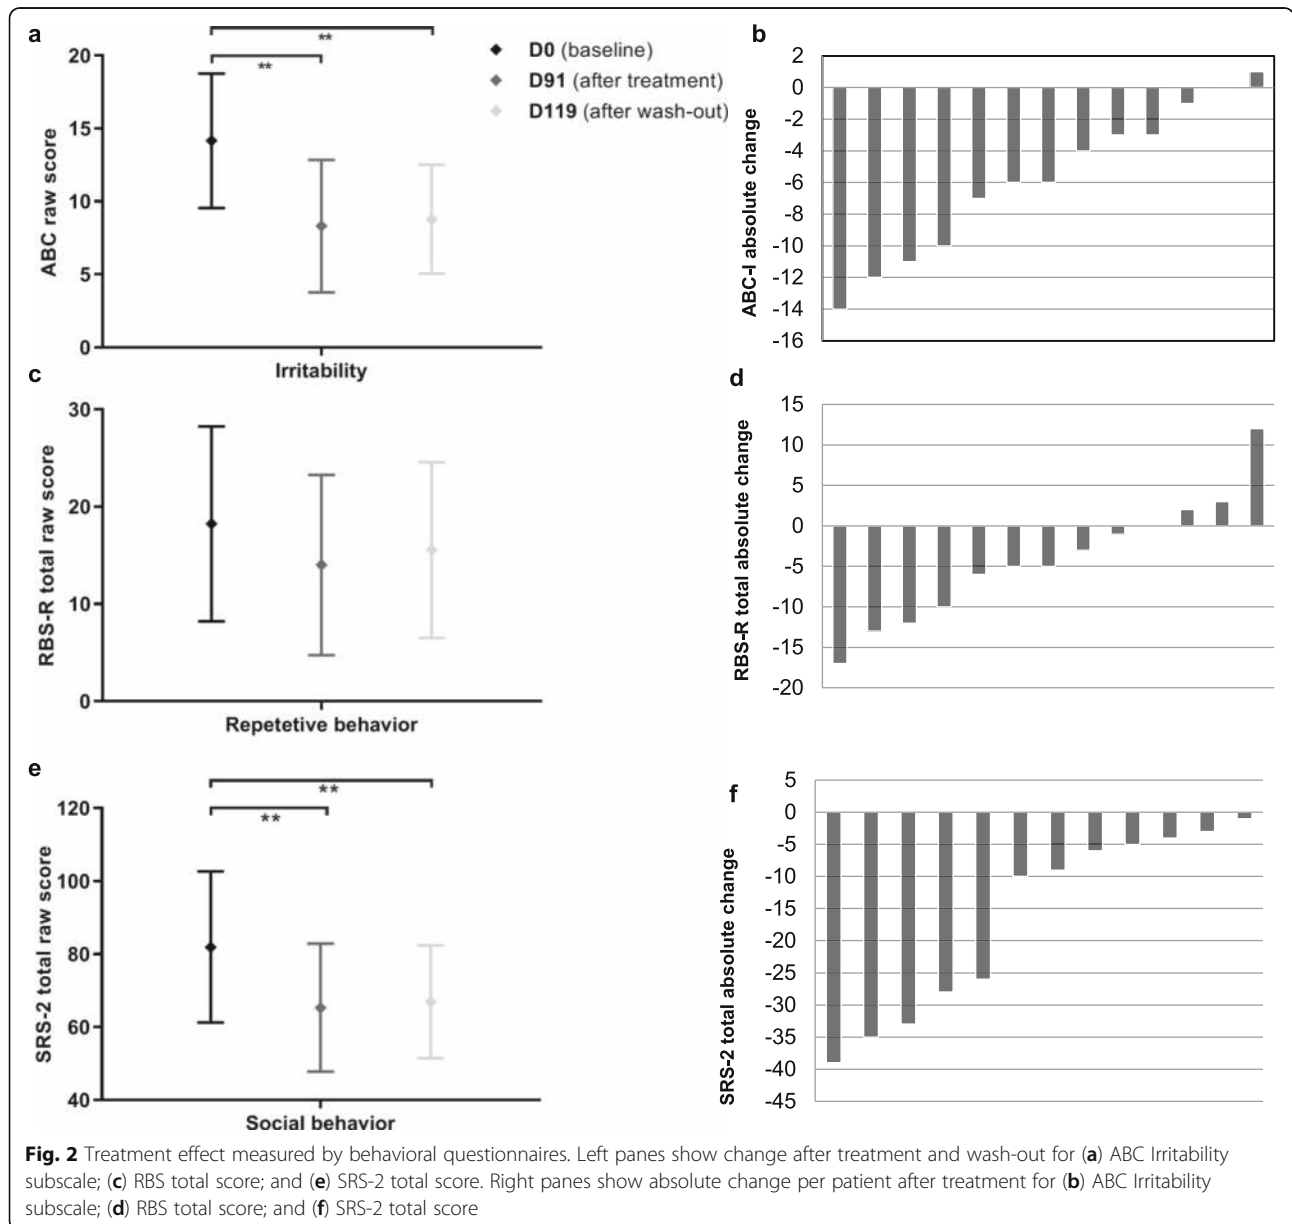 a
**
**
D0 (baseline)
D91 (after treatment)
D119 (after wash-out)
20
15
10
5
0
ABC raw score
Irritability
b
2
0
-2
-4
-6
-8
-10
-12
-14
-16
ABC-I absolute change
c
30
20
10
0
RBS-R total raw score
Repetetive behavior
d
15
10
5
0
-5
-10
-15
-20
RBS-R total absolute change
e
**
**
120
100
80
60
40
SRS-2 total raw score
Social behavior
f
5
0
-5
-10
-15
-20
-25
-30
-35
-40
-45
SRS-2 total absolute change
Fig. 2 Treatment effect measured by behavioral questionnaires. Left panes show change after treatment and wash-out for (a) ABC Irritability
subscale; (c) RBS total score; and (e) SRS-2 total score. Right panes show absolute change per patient after treatment for (b) ABC Irritability
subscale; (d) RBS total score; and (f) SRS-2 total score